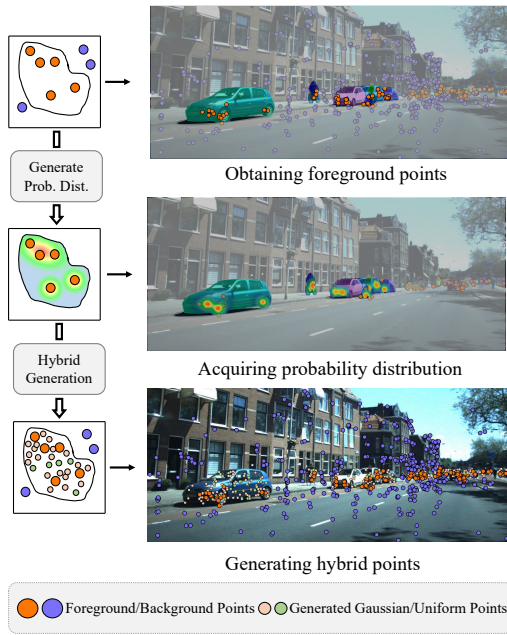 Obtaining foreground points
Generate
Prob. Dist.
Acquiring probability distribution
Hybrid
Generation
Generating hybrid points
Foreground/Background Points
Generated Gaussian/Uniform Points